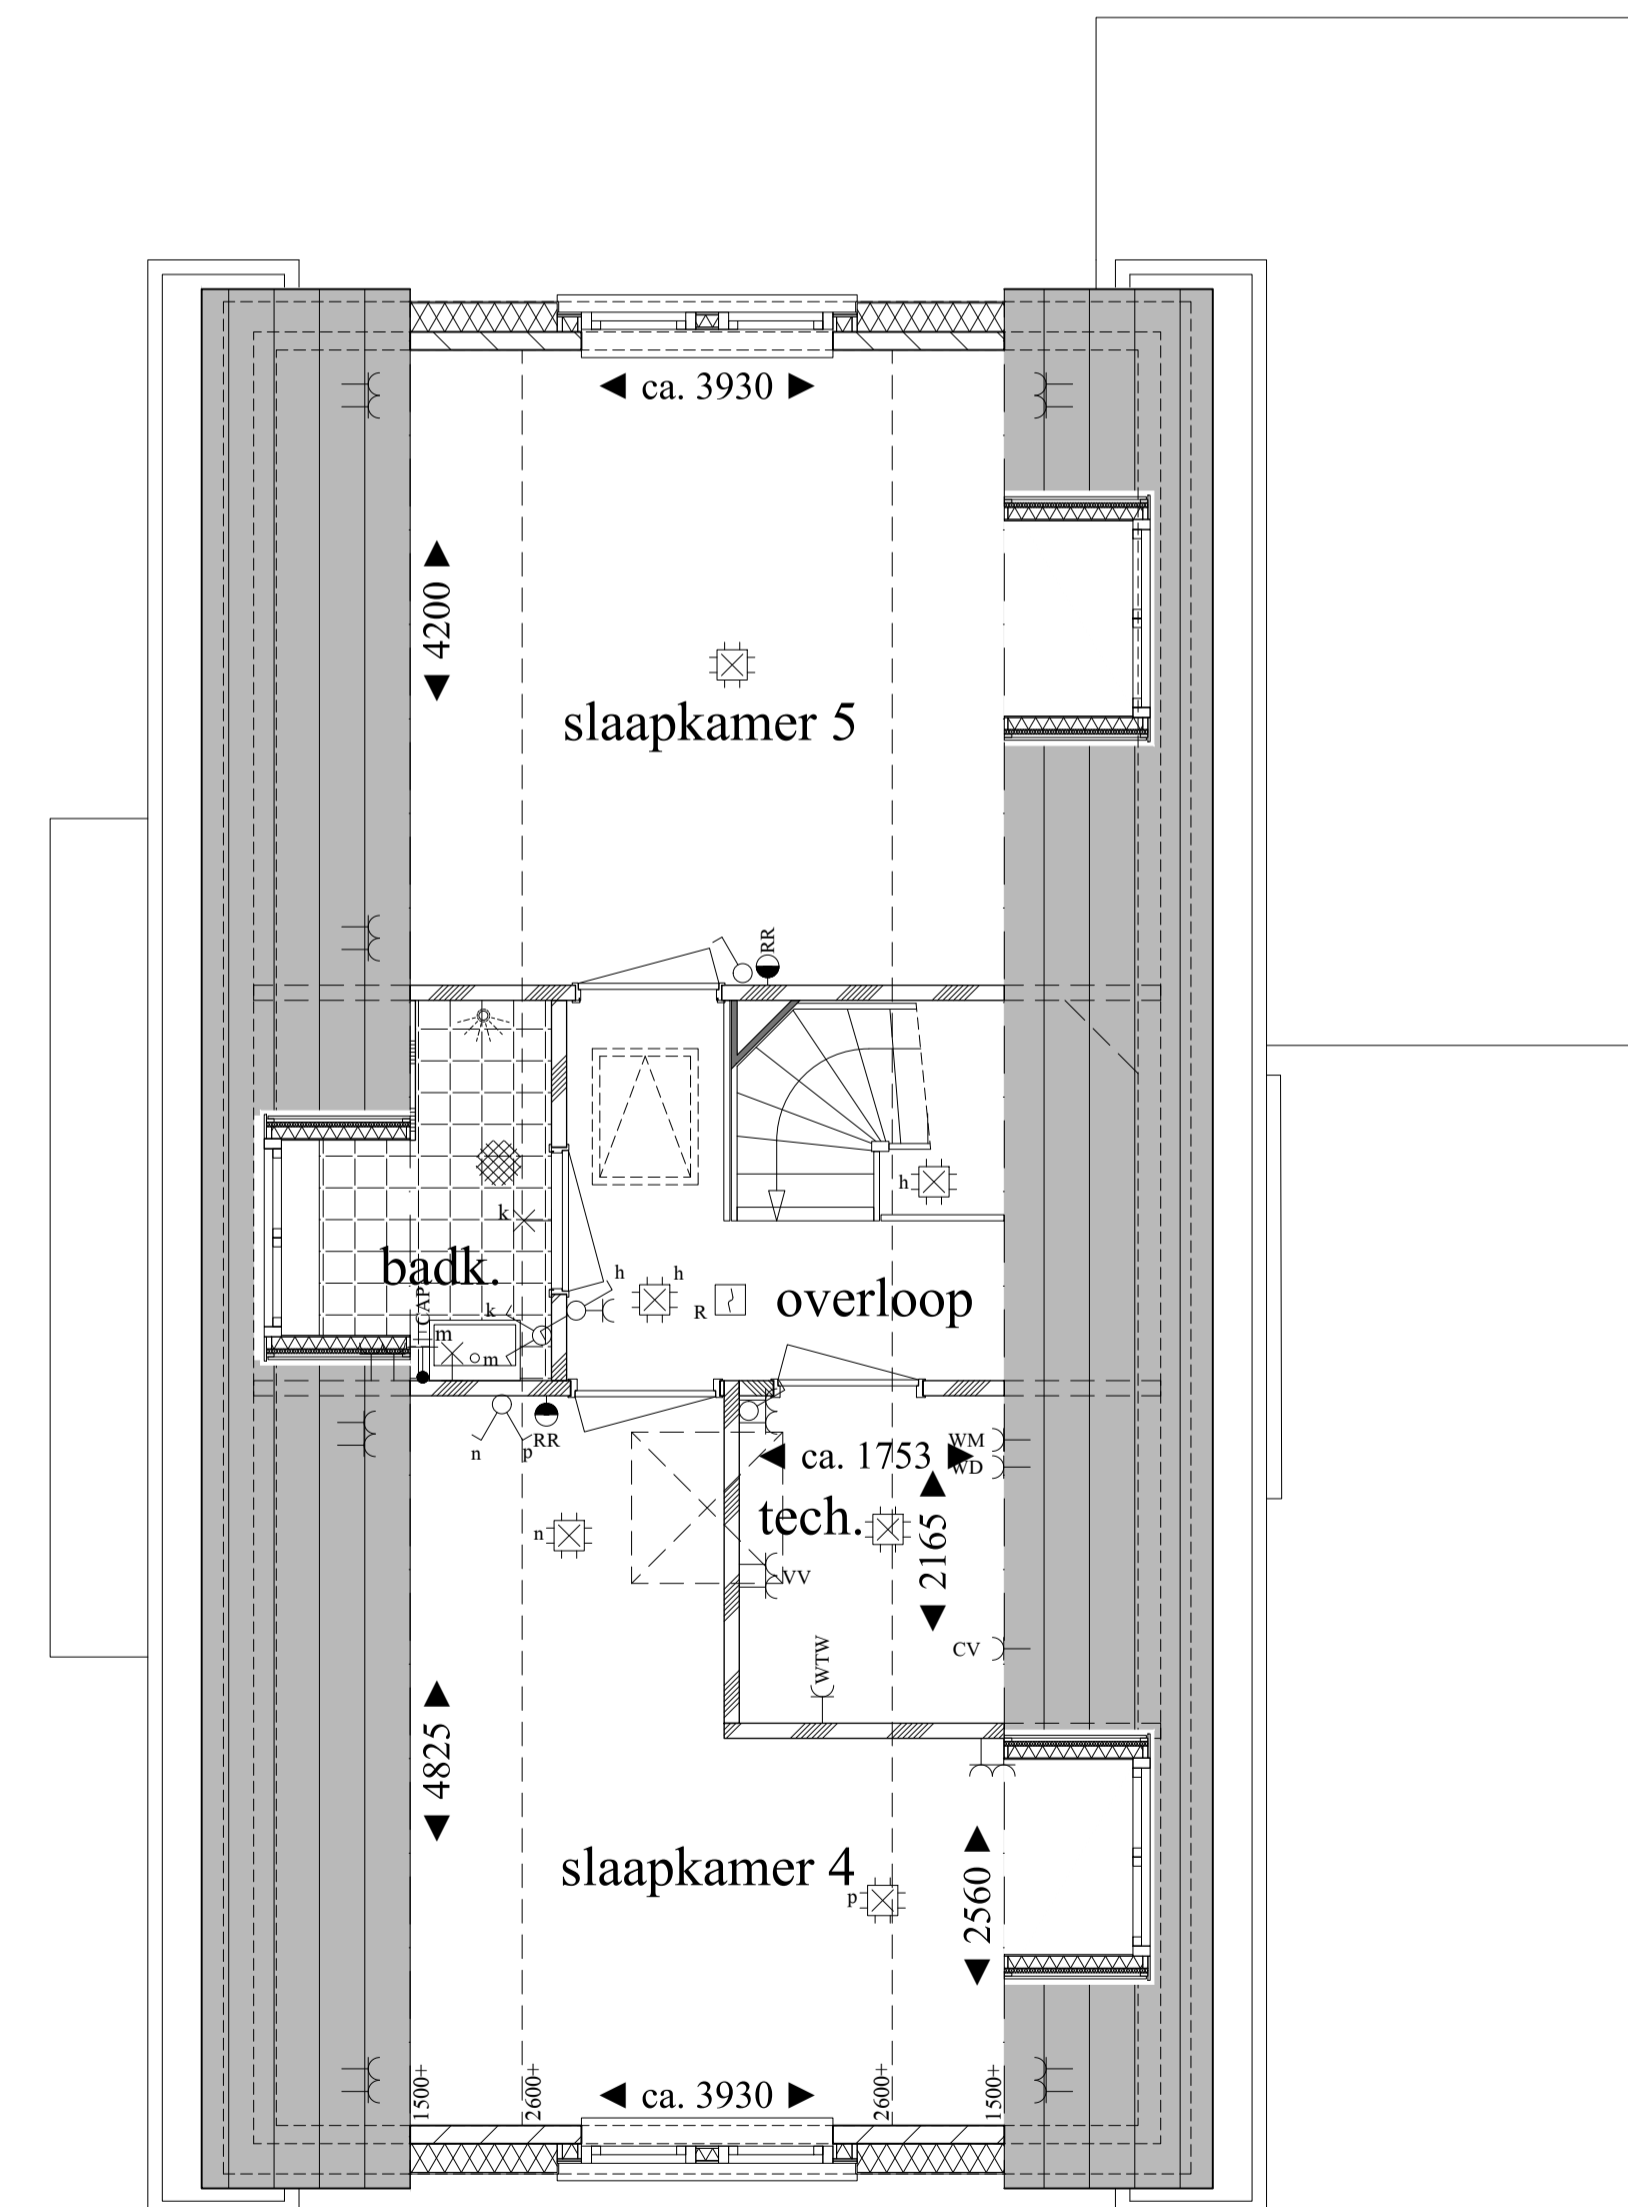 ca. 3930
4200
slaapkamer 5
RR
h
k
badk.
h
h
CAP
k
R
overloop
m
m
n
p
RR
WM
ca. 1753
WD
tech.
n
2165
VV
WTW
CV
4825
slaapkamer 4
p
2560
1500+
2600+
ca. 3930
2600+
1500+